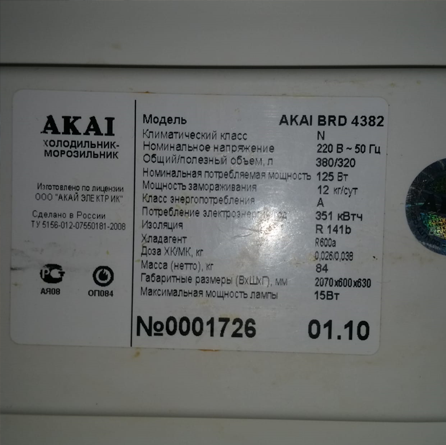 AKAI
ХОЛОДИЛЬНИК-
МОРОЗИЛЬНИК
Изготовлено по лицензии
ООО "АКАЙ ЭЛЕКТРИК"
Сделано в России
ТУ 5156-012-07550181-2008
АЯ09 ОП084
Модель AKAI BRD 4382
Климатический класс N
Номинальное напряжение 220 В ~ 50 Гц
Общий/полезный объем, л 380/320
Номинальная потребляемая мощность 125 Вт
Мощность замораживания 12 кг/сут
Класс энергопотребления A
Потребление 351 кВтч
Изоляция R 141b
Хладагент R600a
Доза ХК/МК, кг 0,026/0,038
Масса (нетто), кг 84
Габаритные размеры (ВхШхГ), мм 2070x600x630
Максимальная мощность лампы 15Вт
№0001726 01.10